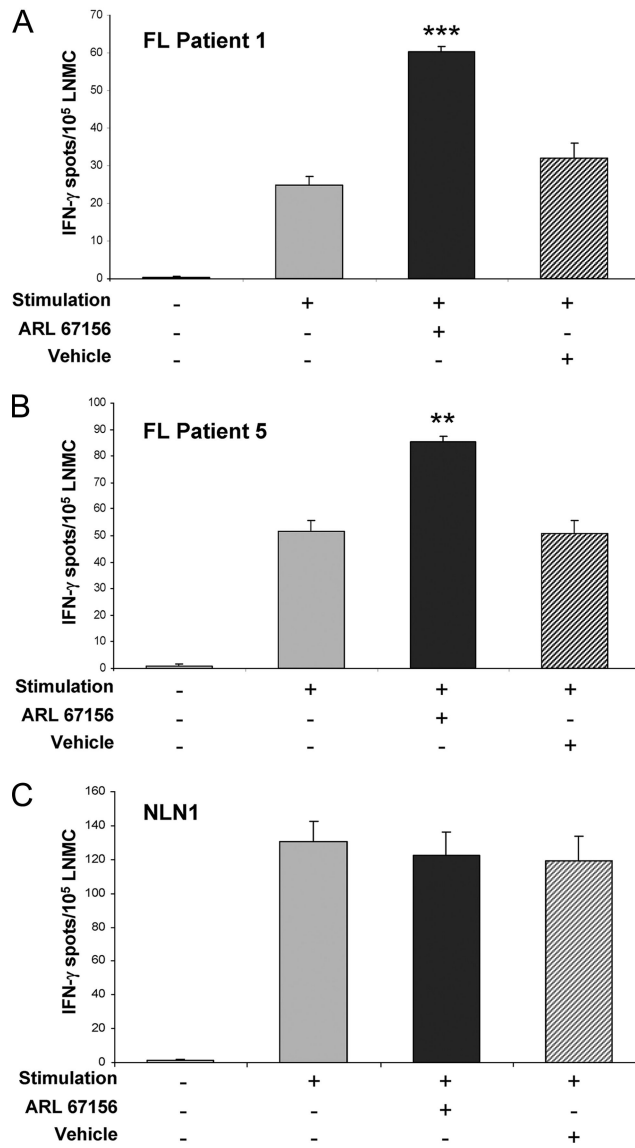 A
FL Patient 1
***
IFN-γ spots/10⁵ LNMC
70
60
50
40
30
20
10
0
Stimulation - + + +
ARL 67156 - - + -
Vehicle - - - +
B
FL Patient 5
**
IFN-γ spots/10⁵ LNMC
100
90
80
70
60
50
40
30
20
10
0
Stimulation - + + +
ARL 67156 - - + -
Vehicle - - - +
C
NLN1
IFN-γ spots/10⁵ LNMC
160
140
120
100
80
60
40
20
0
Stimulation - + + +
ARL 67156 - - + -
Vehicle - - - +